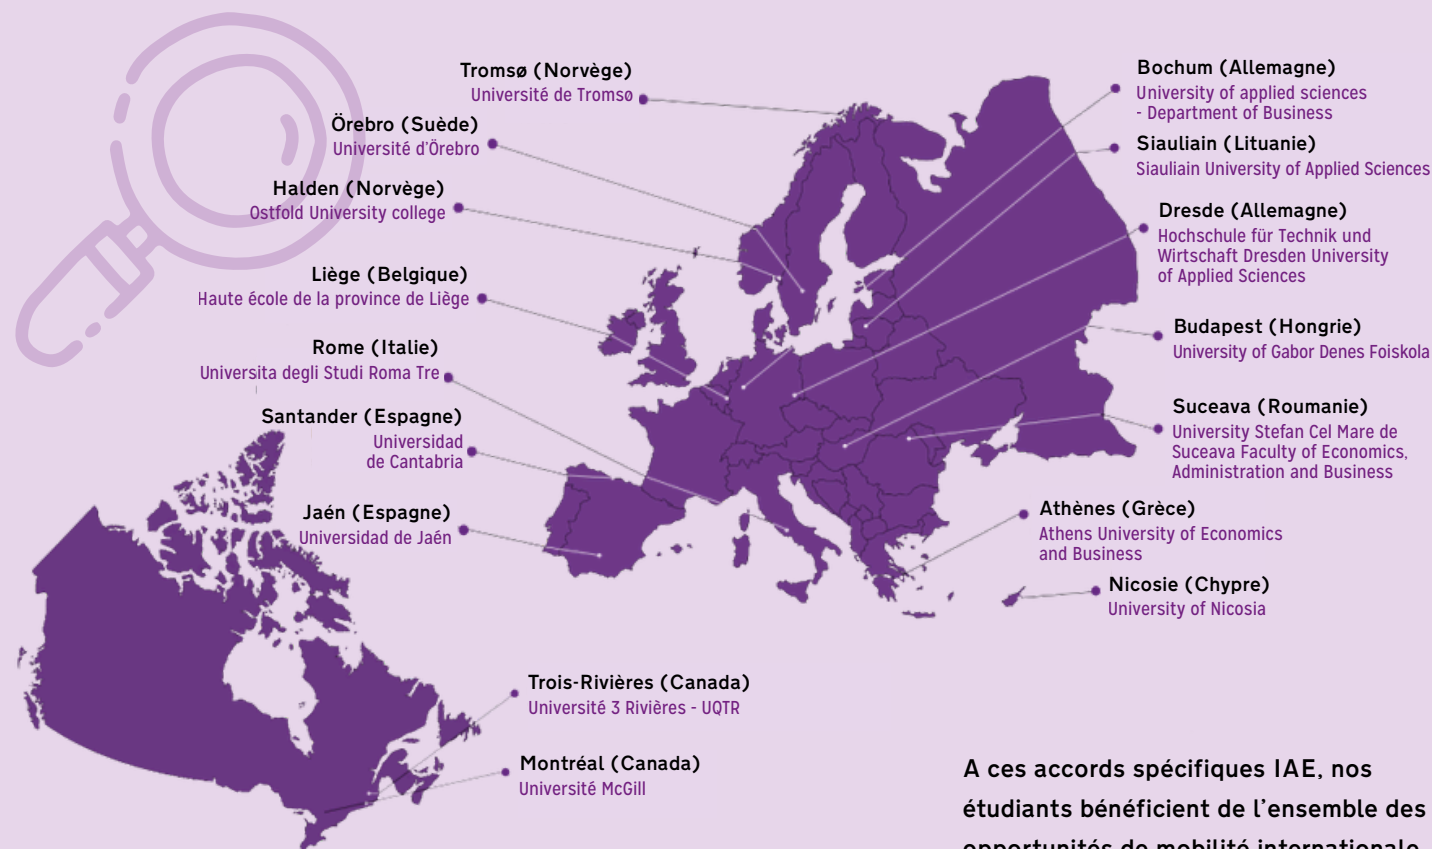 Tromsø (Norvège)
Université de Tromsø
Örebro (Suède)
Université d'Örebro
Halden (Norvège)
Ostfold University college
Liège (Belgique)
Haute école de la province de Liège
Rome (Italie)
Universita degli Studi Roma Tre
Santander (Espagne)
Universidad
de Cantabria
Jaén (Espagne)
Universidad de Jaén
Bochum (Allemagne)
University of applied sciences
- Department of Business
Siauliain (Lituanie)
Siauliain University of Applied Sciences
Dresde (Allemagne)
Hochschule für Technik und
Wirtschaft Dresden University
of Applied Sciences
Budapest (Hongrie)
University of Gabor Denes Foiskola
Suceava (Roumanie)
University Stefan Cel Mare de
Suceava Faculty of Economics,
Administration and Business
Athènes (Grèce)
Athens University of Economics
and Business
Nicosie (Chypre)
University of Nicosia
Trois-Rivières (Canada)
Université 3 Rivières - UQTR
Montréal (Canada)
Université McGill
A ces accords spécifiques IAE, nos
étudiants bénéficient de l'ensemble des
opportunités de mobilité internationale